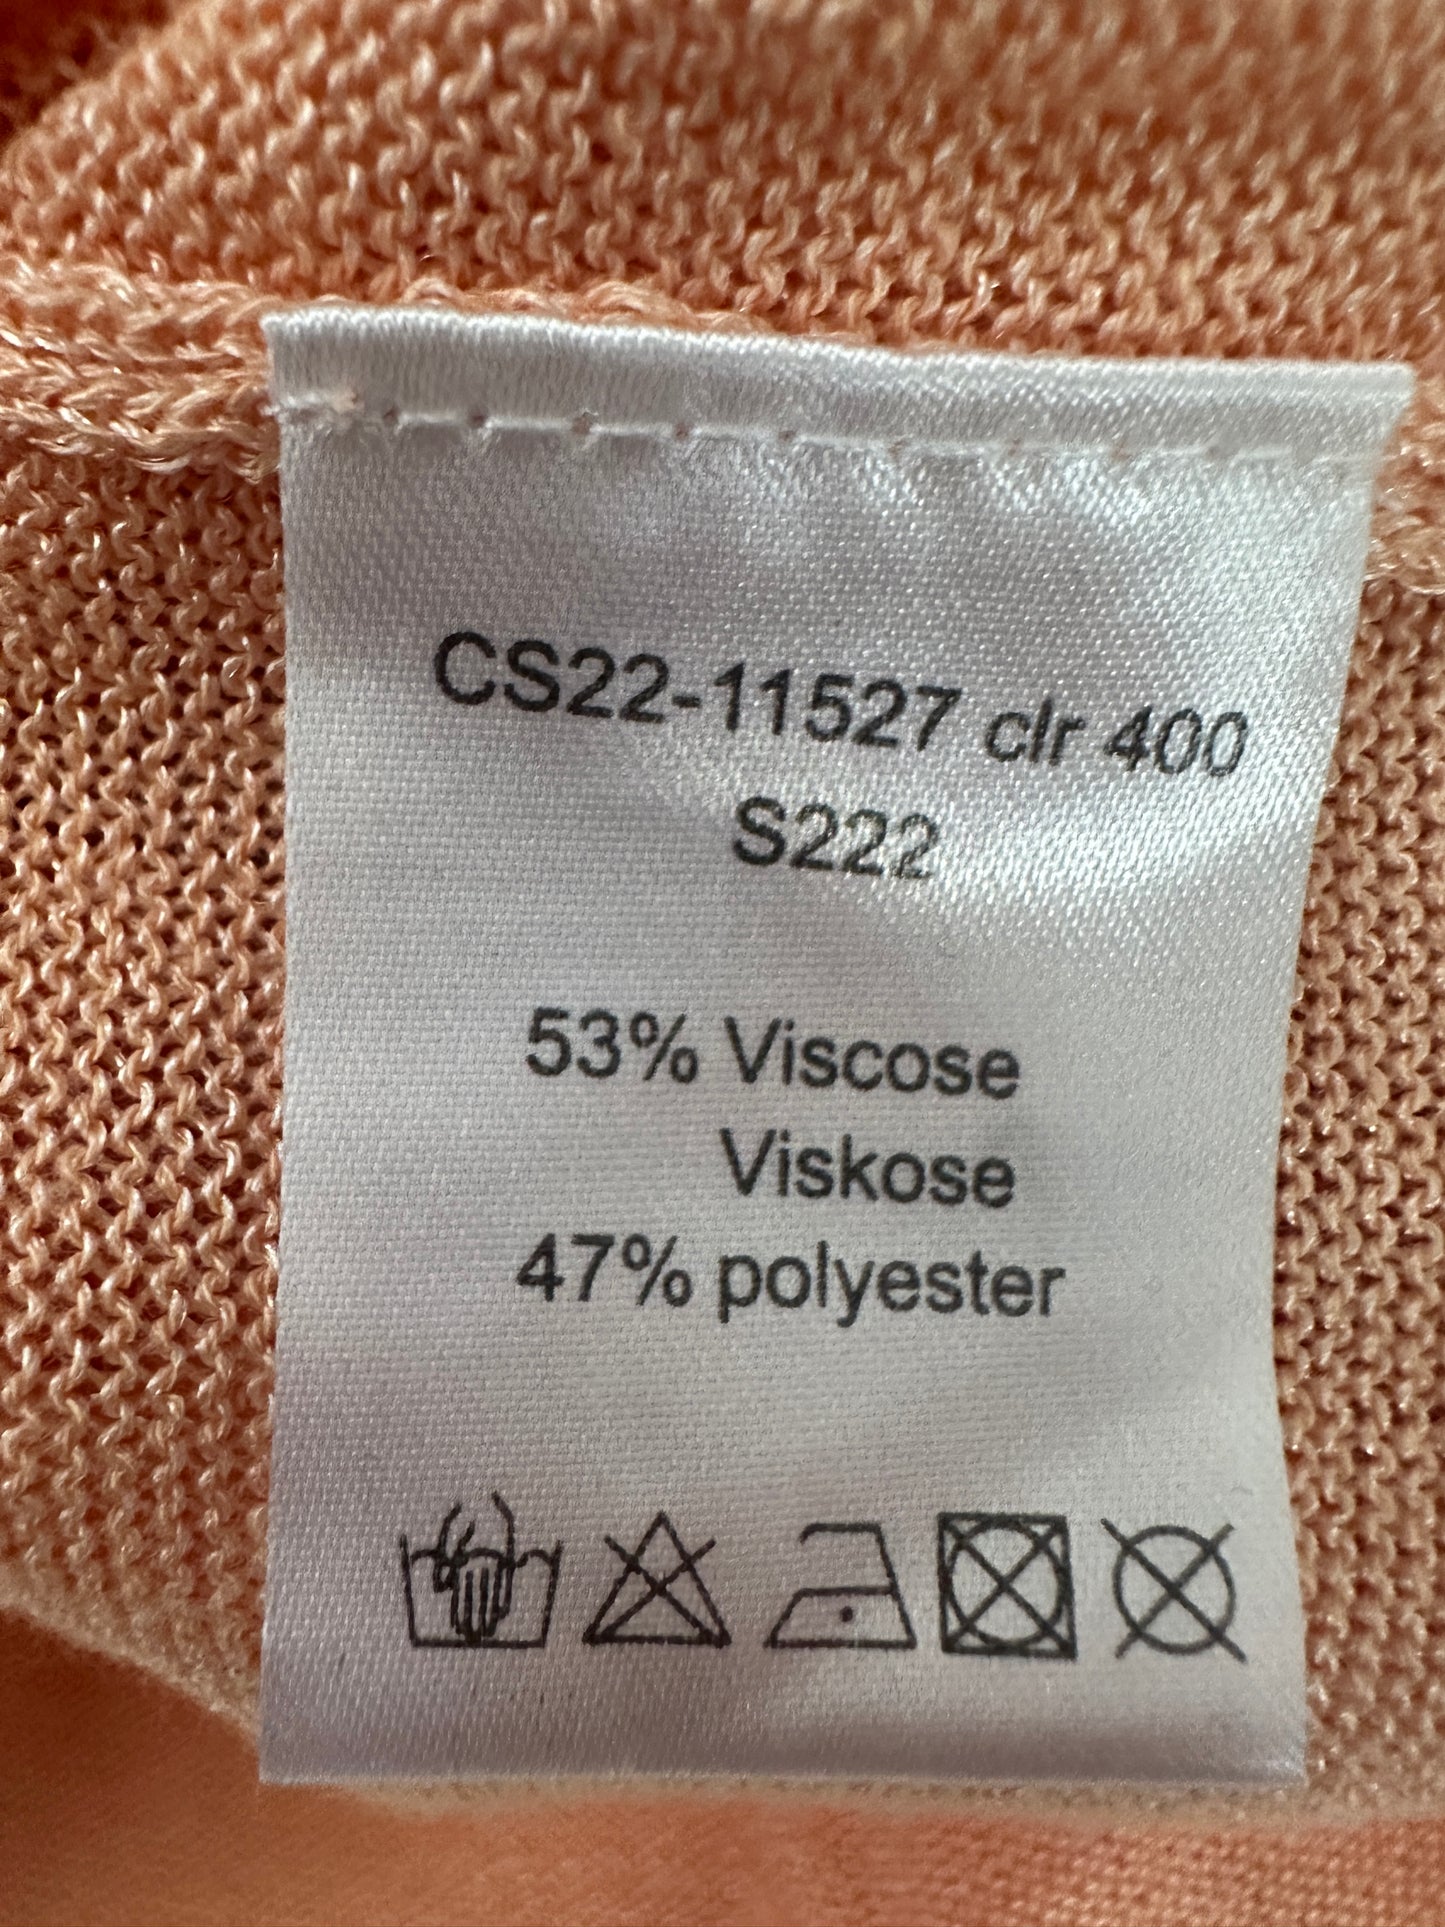 CS22-11527 clr 400
S222
53% Viscose
Viskose
47% polyester